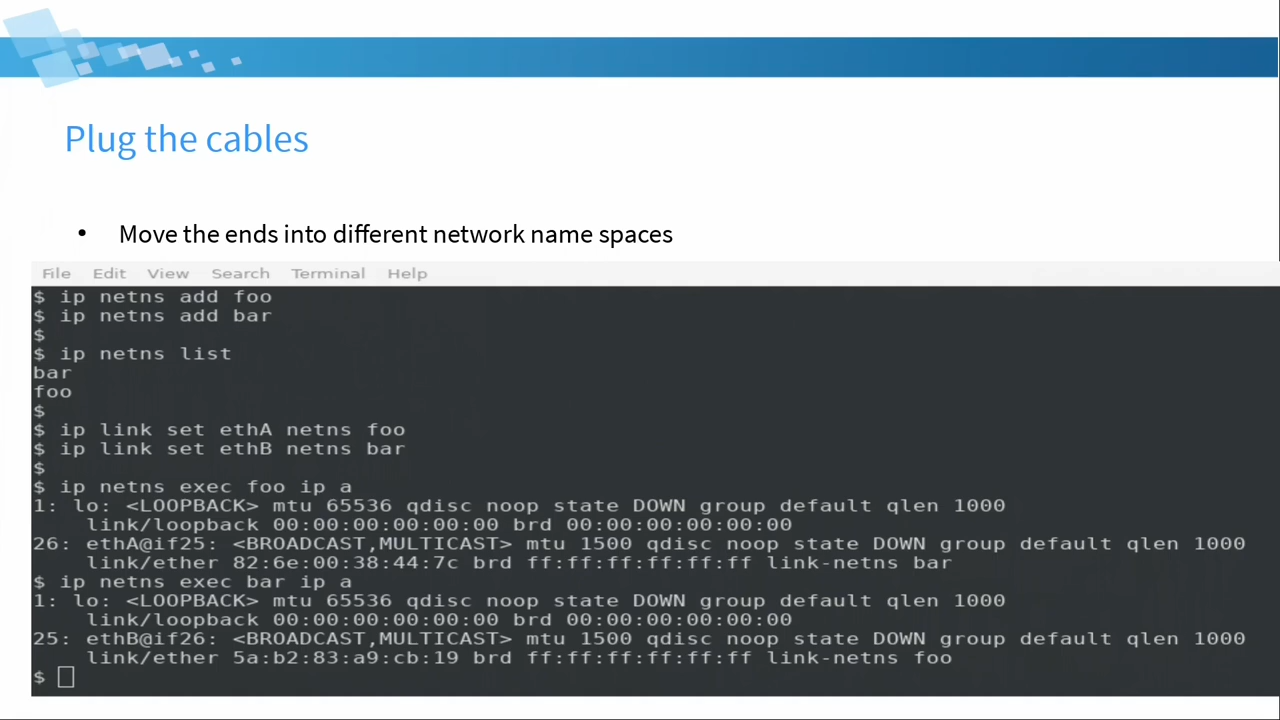 Plug the cables
• Move the ends into different network name spaces
File Edit View Search Terminal Help
$ ip netns add foo
$ ip netns add bar
$
$ ip netns list
bar
foo
$
$ ip link set ethA netns foo
$ ip link set ethB netns bar
$
$ ip netns exec foo ip a
1: lo: <LOOPBACK> mtu 65536 qdisc noop state DOWN group default qlen 1000
    link/loopback 00:00:00:00:00:00 brd 00:00:00:00:00:00
26: ethA@if25: <BROADCAST,MULTICAST> mtu 1500 qdisc noop state DOWN group default qlen 1000
    link/ether 82:6e:00:38:44:7c brd ff:ff:ff:ff:ff:ff link-netns bar
$ ip netns exec bar ip a
1: lo: <LOOPBACK> mtu 65536 qdisc noop state DOWN group default qlen 1000
    link/loopback 00:00:00:00:00:00 brd 00:00:00:00:00:00
25: ethB@if26: <BROADCAST,MULTICAST> mtu 1500 qdisc noop state DOWN group default qlen 1000
    link/ether 5a:b2:83:a9:cb:19 brd ff:ff:ff:ff:ff:ff link-netns foo
$